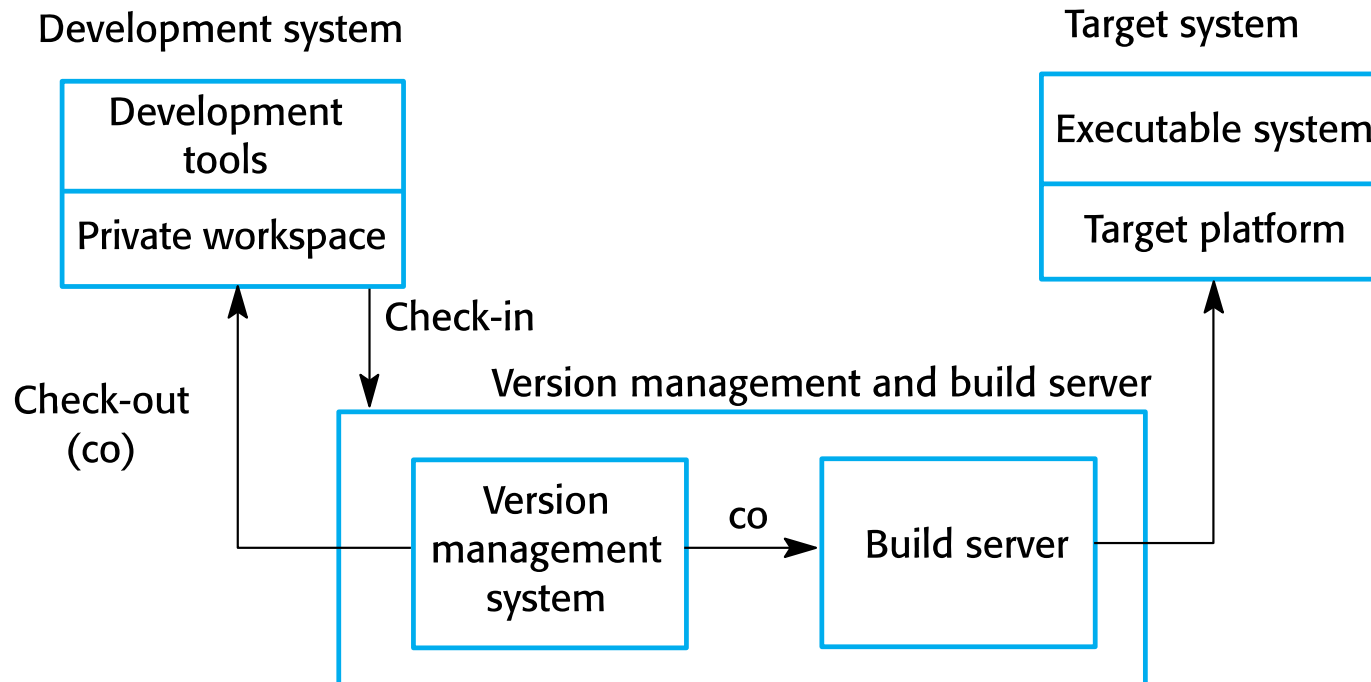 Development system
Target system
Development
tools
Private workspace
Executable system
Target platform
Check-in
Check-out
(co)
Version management and build server
Version
management
system
co
Build server